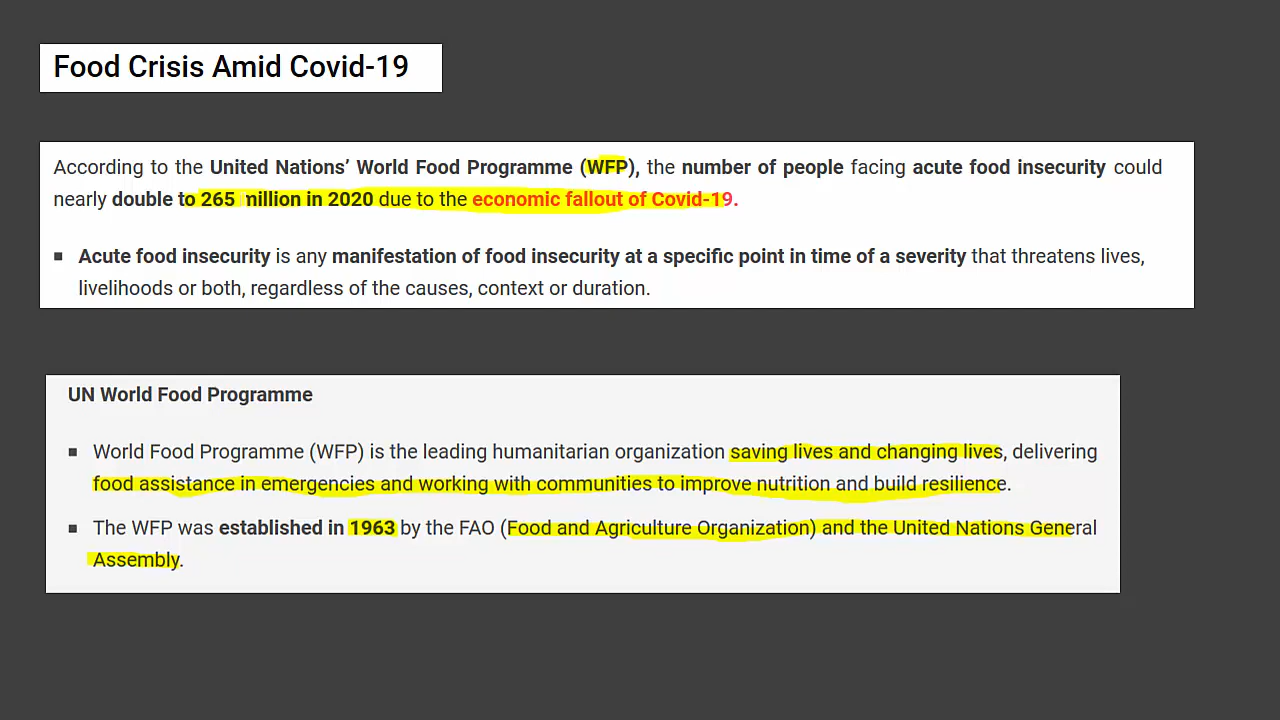 Food Crisis Amid Covid-19
According to the United Nations’ World Food Programme (WFP), the number of people facing acute food insecurity could
nearly double to 265 million in 2020 due to the economic fallout of Covid-19.
▪ Acute food insecurity is any manifestation of food insecurity at a specific point in time of a severity that threatens lives,
livelihoods or both, regardless of the causes, context or duration.
UN World Food Programme
▪ World Food Programme (WFP) is the leading humanitarian organization saving lives and changing lives, delivering
food assistance in emergencies and working with communities to improve nutrition and build resilience.
▪ The WFP was established in 1963 by the FAO (Food and Agriculture Organization) and the United Nations General
Assembly.